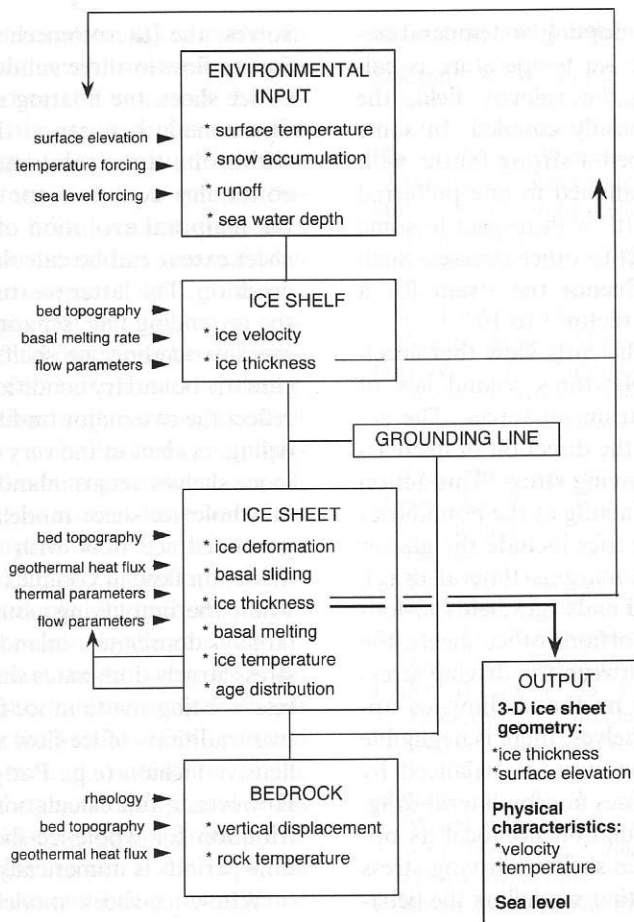 ENVIRONMENTAL
INPUT
surface elevation
temperature forcing
sea level forcing
* surface temperature
* snow accumulation
* runoff
* sea water depth
ICE SHELF
bed topography
basal melting rate
flow parameters
* ice velocity
* ice thickness
GROUNDING LINE
ICE SHEET
bed topography
geothermal heat flux
thermal parameters
flow parameters
* ice deformation
* basal sliding
* ice thickness
* basal melting
* ice temperature
* age distribution
BEDROCK
rheology
bed topography
geothermal heat flux
* vertical displacement
* rock temperature
OUTPUT
3-D ice sheet
geometry:
*ice thickness
*surface elevation
Physical
characteristics:
*velocity
*temperature
Sea level